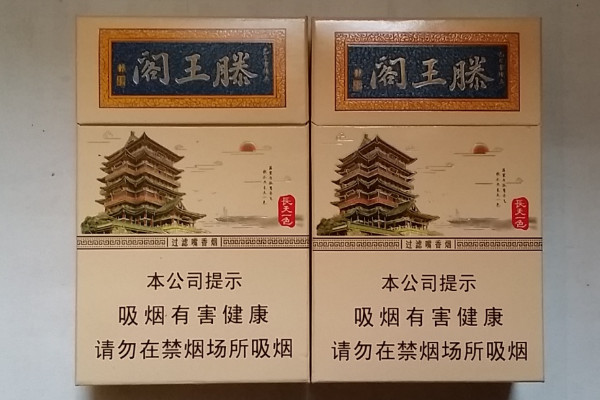 阁王滕
过滤嘴香烟
長天一色
本公司提示
吸烟有害健康
请勿在禁烟场所吸烟
阁王滕
过滤嘴香烟
長天一色
本公司提示
吸烟有害健康
请勿在禁烟场所吸烟